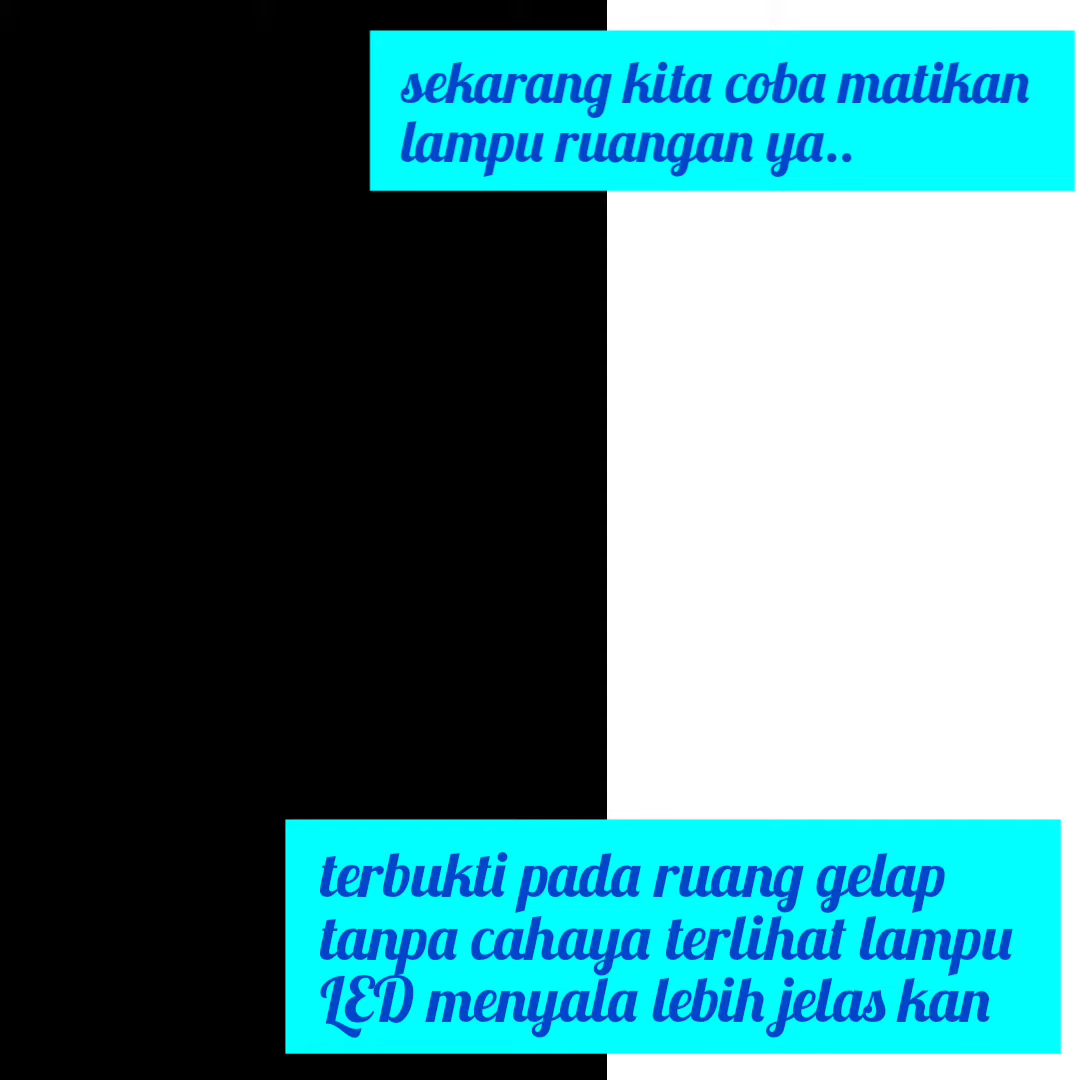 sekarang kita coba matikan
lampu ruangan ya..
terbukti pada ruang gelap
tanpa cahaya terlihat lampu
LED menyala lebih jelas kan